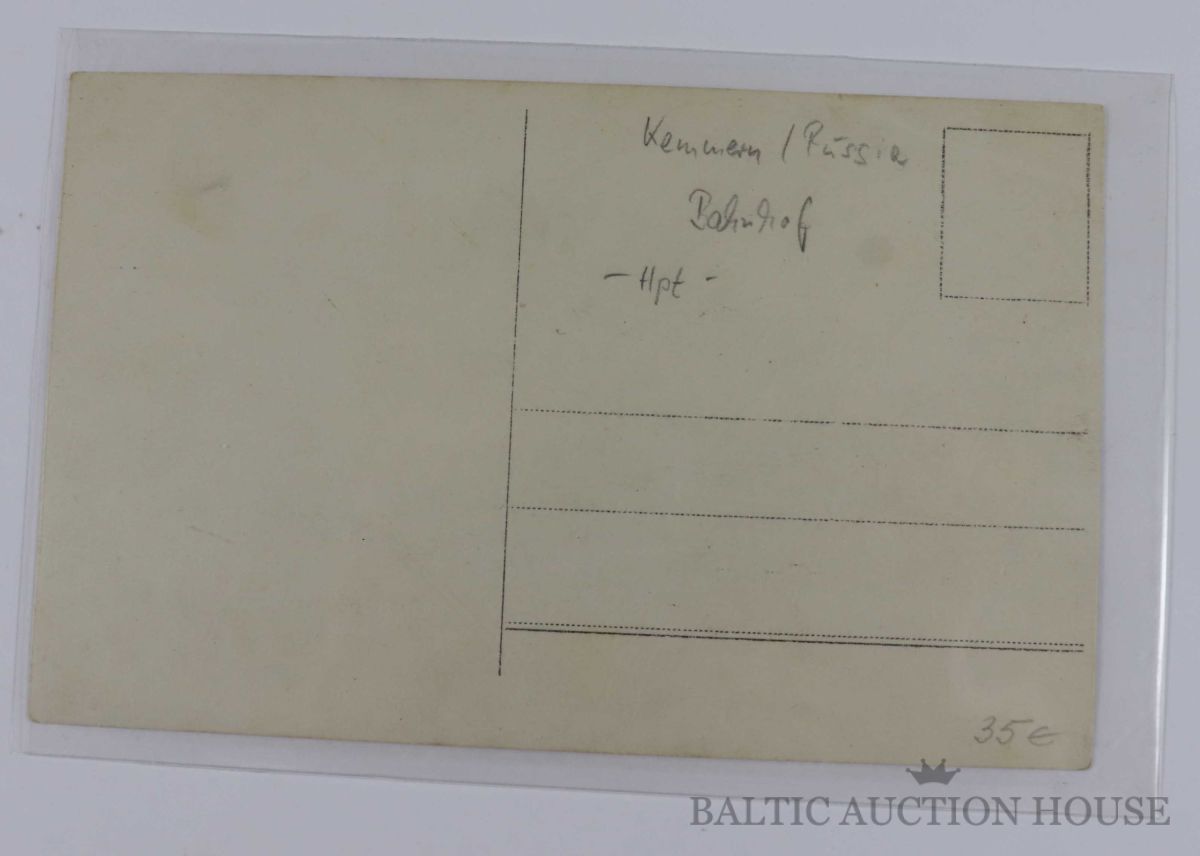 Kemmern / Russia
Bahnhof
- Hpt -
35 €
BALTIC AUCTION HOUSE